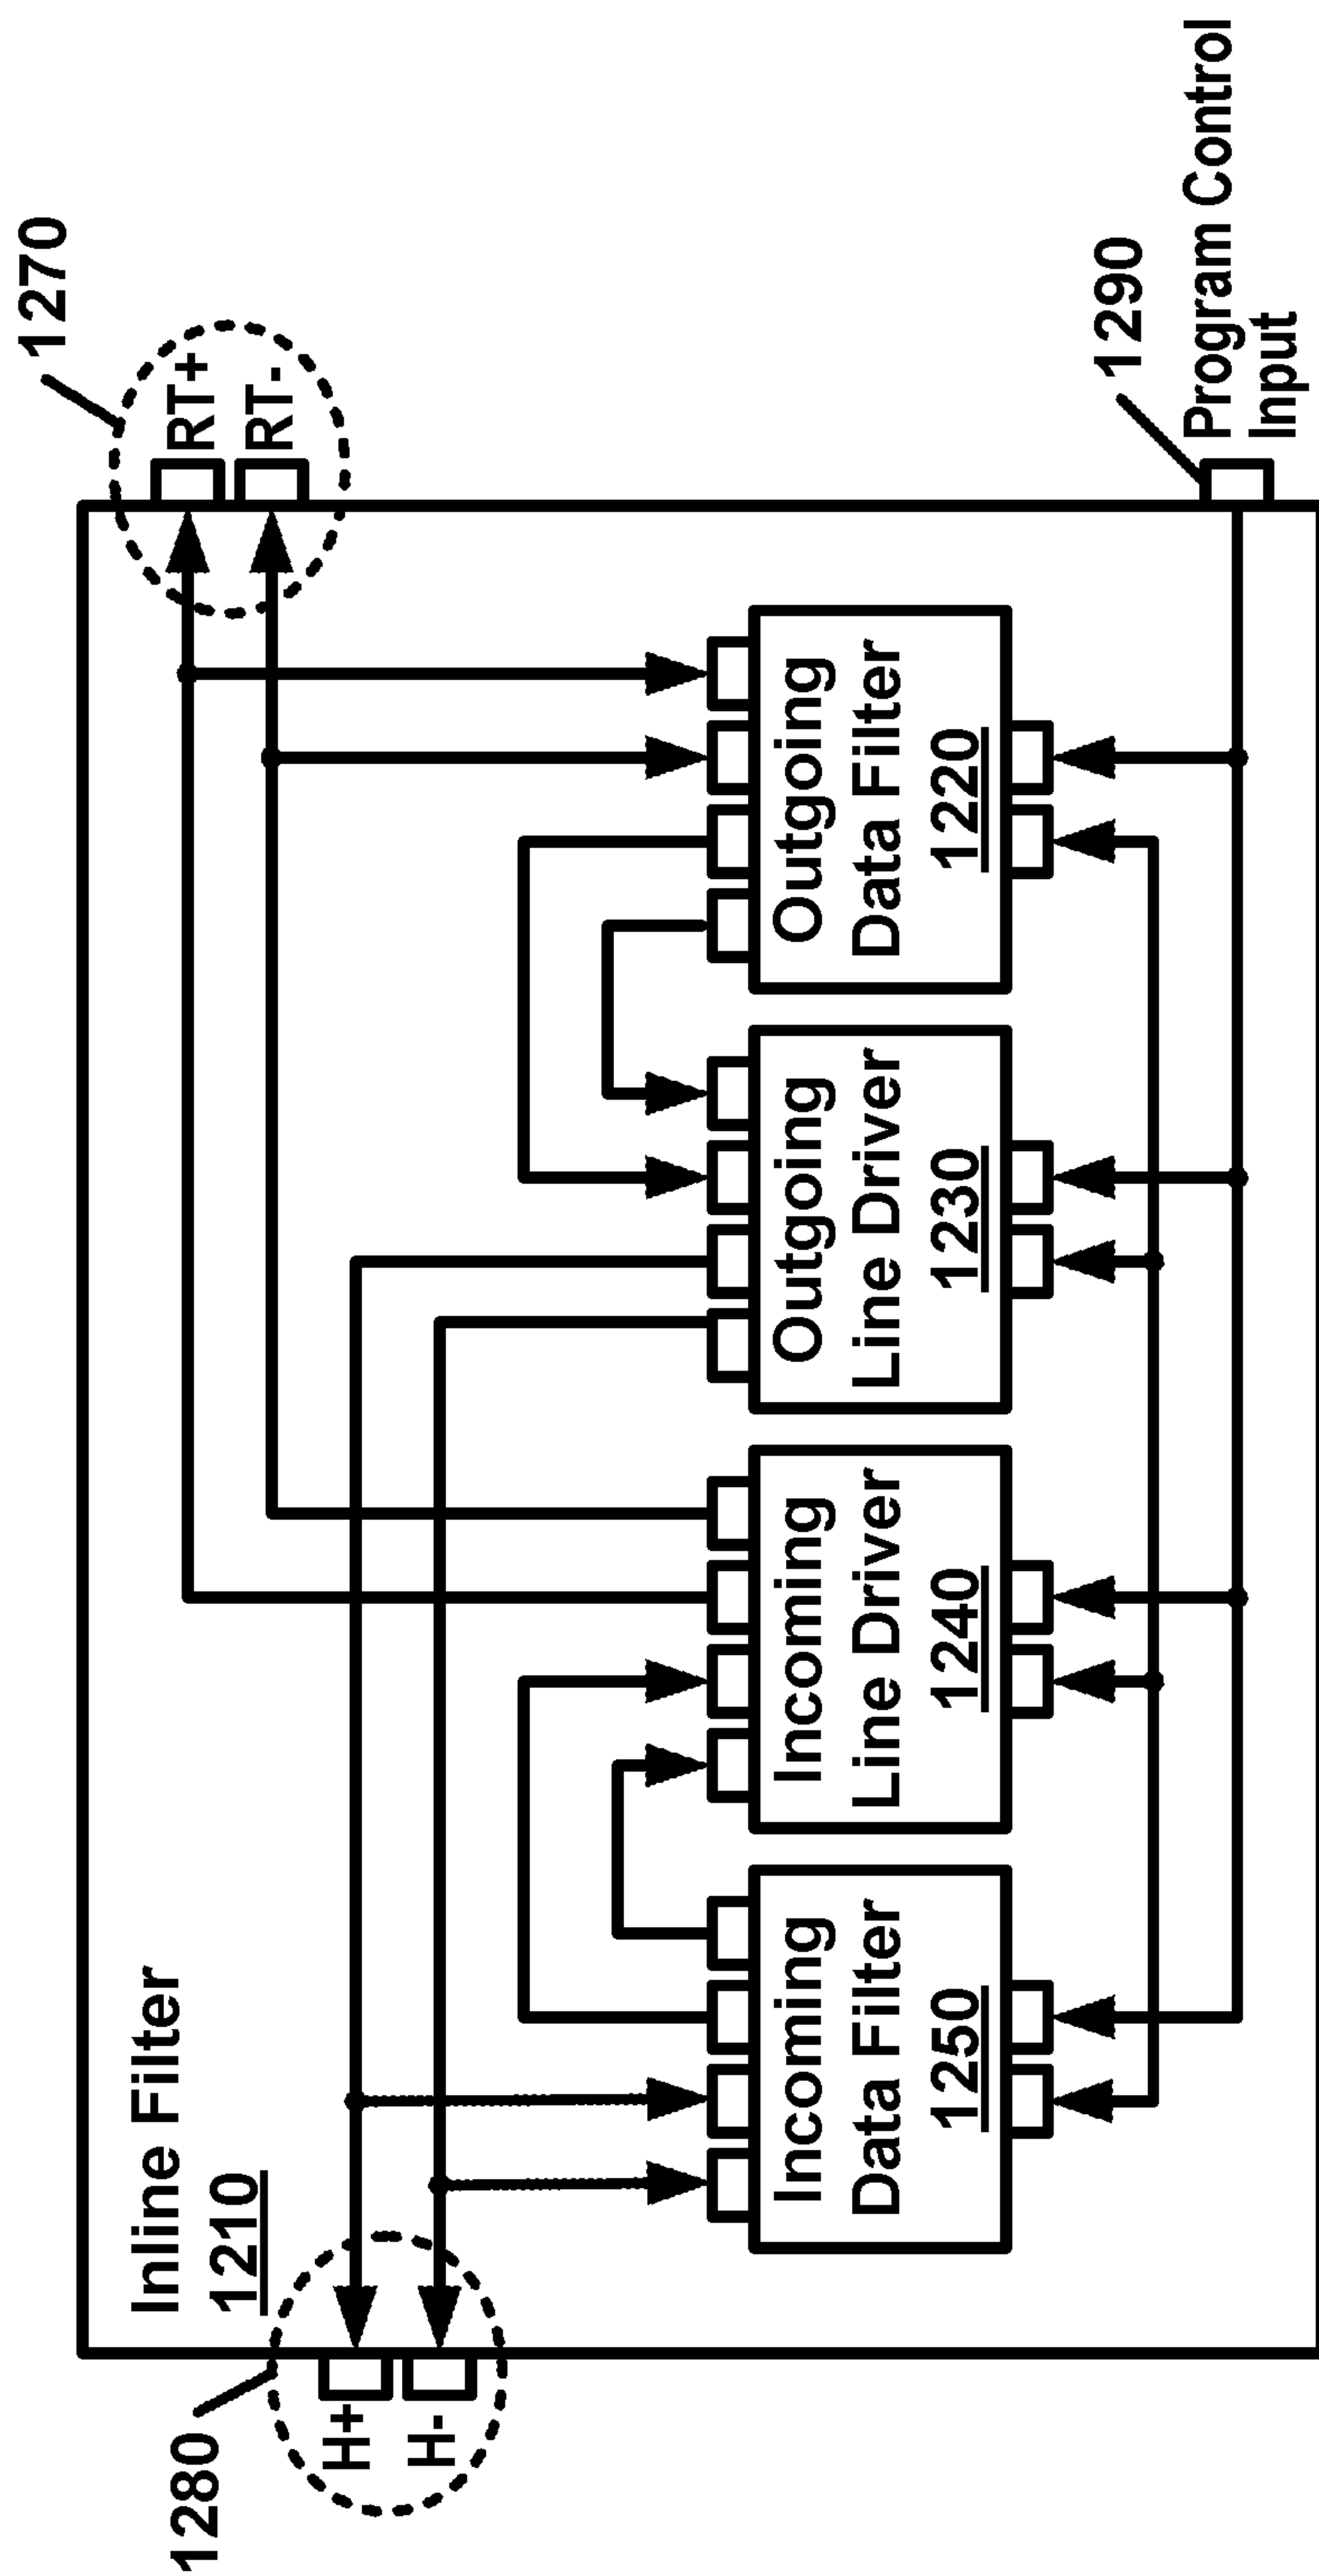 Inline Filter
1210
1280
H+
H-
1270
RT+
RT-
Incoming
Data Filter
1250
Incoming
Line Driver
1240
Outgoing
Line Driver
1230
Outgoing
Data Filter
1220
1290
Program Control
Input